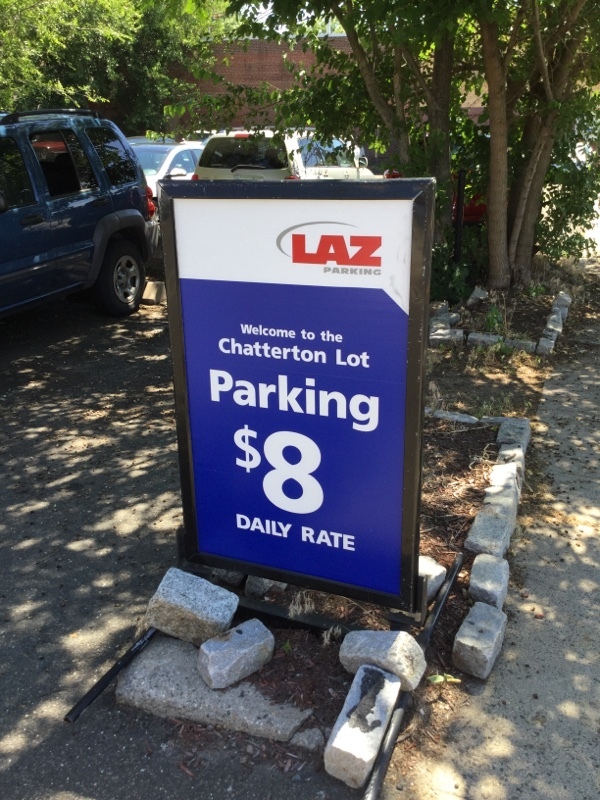 LAZ
PARKING
Welcome to the
Chatterton Lot
Parking
$8
DAILY RATE